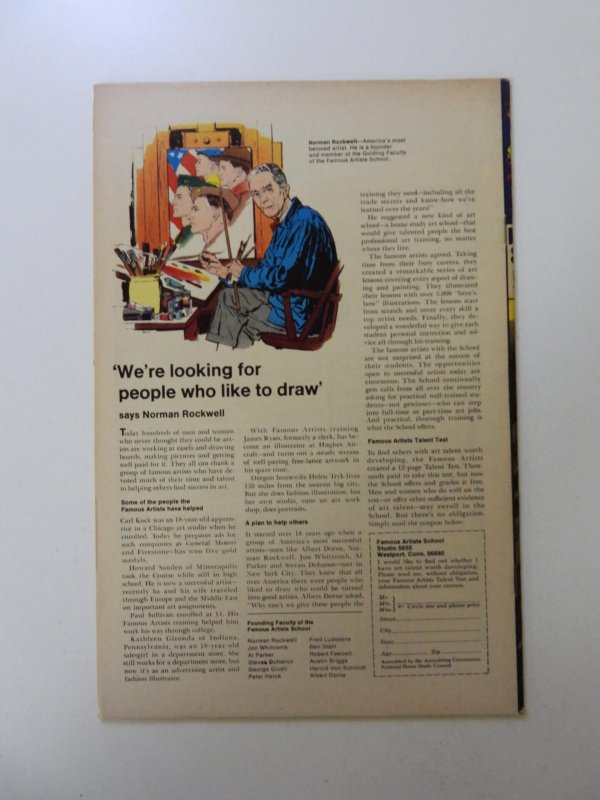 Norman Rockwell—America's most
beloved artist. He is a founder
and member of the Guiding Faculty
of the Famous Artists School.
'We're looking for
people who like to draw'
says Norman Rockwell
Today hundreds of men and women
who never thought they could be art-
ists are working at easels and drawing
boards, making pictures and getting
well paid for it. They all can thank a
group of famous artists who have de-
voted much of their time and talent
to helping others find success in art.
Some of the people the
Famous Artists have helped
Carl Kock was an 18-year-old appren-
tice in a Chicago art studio when he
enrolled. Today he prepares ads for
such companies as General Motors
and Firestone—has won five gold
medals.
Howard Sanden of Minneapolis
took the Course while still in high
school. He is now a successful artist—
recently he and his wife traveled
through Europe and the Middle East
on important art assignments.
Paul Sullivan enrolled at 14. His
Famous Artists training helped him
work his way through college.
Kathleen Gironda of Indiana,
Pennsylvania, was an 18-year-old
salesgirl in a department store. She
still works for a department store, but
now it's as an advertising artist and
fashion illustrator.
With Famous Artists training
James Ryan, formerly a clerk, has be-
come an illustrator at Hughes Air-
craft—and turns out a steady stream
of well-paying free-lance artwork in
his spare time.
Oregon housewife Helen lives
150 miles from the nearest big city.
But she does fashion illustration, has
her own studio, runs an art work
shop, does portraits.
A plan to help others
It started over 18 years ago when a
group of America's most successful
artists—men like Albert Dorne, Nor-
man Rockwell, Jon Whitcomb, Al
Parker and Stevan Dohanos—met in
New York City. They knew that all
over America there were people who
liked to draw who could be turned
into good artists. Albert Dorne asked,
"Why can't we give these people the
Founding Faculty of the
Famous Artists School
Norman Rockwell
Jon Whitcomb
Al Parker
Stevan Dohanos
George Giusti
Peter Helck
Fred Ludekens
Ben Stahl
Robert Fawcett
Austin Briggs
Harold Von Schmidt
Albert Dorne
training they need—including all the
trade secrets and know-how we've
learned over the years?"
He suggested a new kind of art
school—a home study art school—that
would give talented people the best
professional art training, no matter
where they live.
The famous artists agreed. Taking
time from their busy careers, they
created a remarkable series of art
lessons covering every aspect of draw-
ing and painting. They illustrated
their lessons with over 5,000 "here's-
how" illustrations. The lessons start
from scratch and cover every skill a
top artist needs. Finally, they de-
veloped a wonderful way to give each
student personal correction and ad-
vice all through his training.
The famous artists with the School
are not surprised at the success of
their students. The opportunities
open to successful artists today are
enormous. The School continually
gets calls from all over the country
asking for practical well-trained stu-
dents—not geniuses—who can step
into full-time or part-time art jobs.
And practical, thorough training is
what the School offers.
Famous Artists Talent Test
To find others with art talent worth
developing, the Famous Artists
created a 12-page Talent Test. Thou-
sands paid to take this test, but now
the School offers and grades it free.
Men and women who do well on the
test—or offer other sufficient evidence
of art talent—may enroll in the
School. But there's no obligation.
Simply mail the coupon below.
Famous Artists School
Studio 5655
Westport, Conn. 06880
I would like to find out whether I
have art talent worth developing.
Please send me, without obligation,
your Famous Artists Talent Test and
information about your courses.
Mr.
Mrs. Circle one and please print
Miss
Street
City
State
Age Zip
Accredited by the Accrediting Commission
National Home Study Council